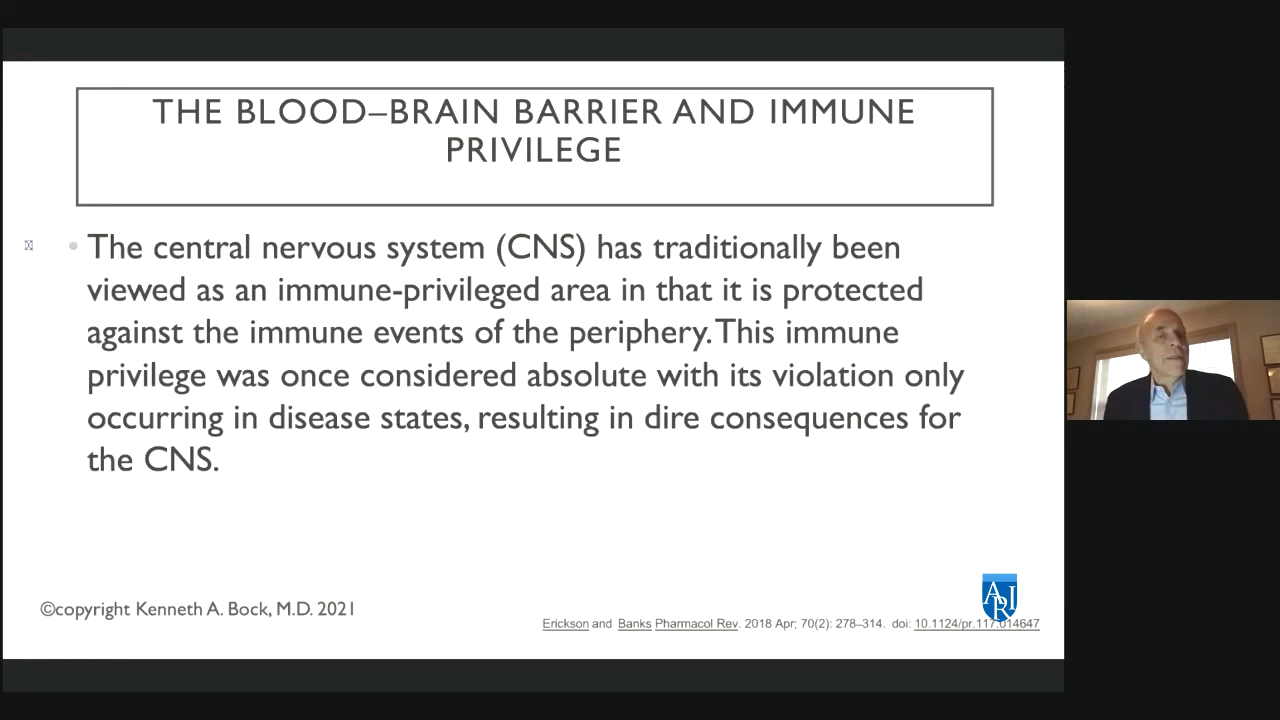 THE BLOOD–BRAIN BARRIER AND IMMUNE
PRIVILEGE
• The central nervous system (CNS) has traditionally been
viewed as an immune-privileged area in that it is protected
against the immune events of the periphery. This immune
privilege was once considered absolute with its violation only
occurring in disease states, resulting in dire consequences for
the CNS.
©copyright Kenneth A. Bock, M.D. 2021
ARI
Erickson and Banks Pharmacol Rev. 2018 Apr; 70(2): 278–314. doi: 10.1124/pr.117.014647